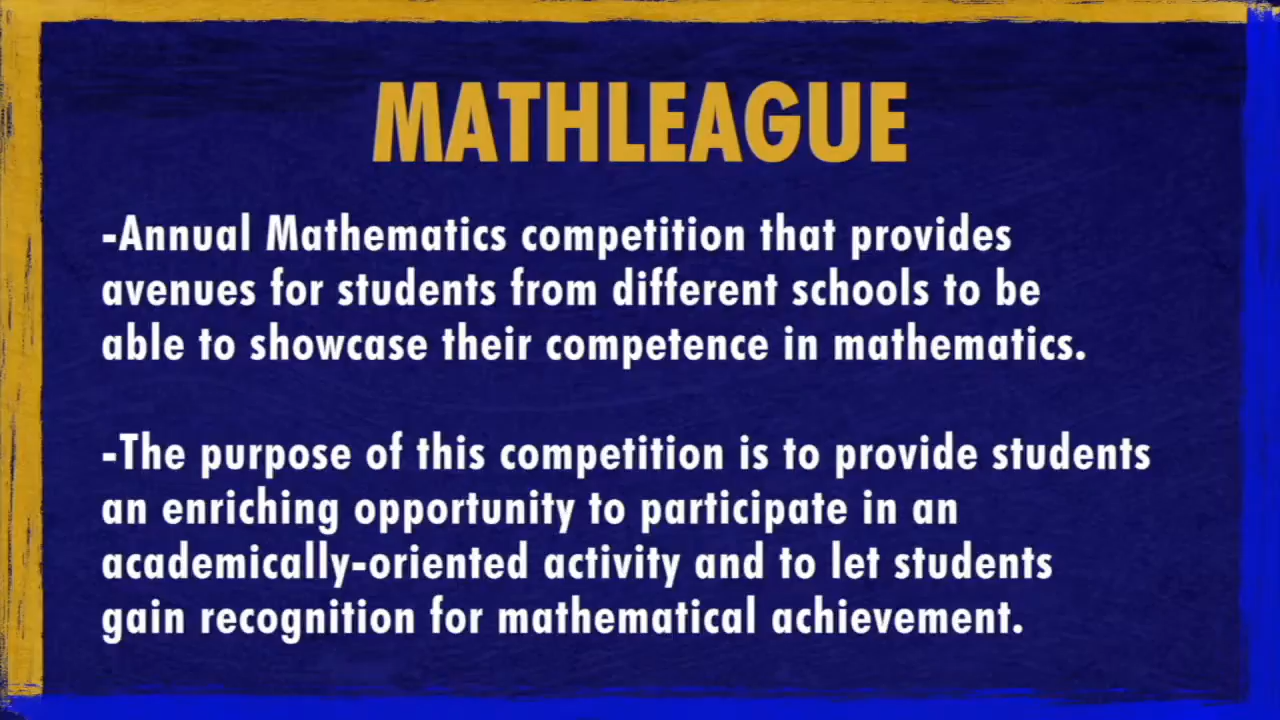 MATHLEAGUE
-Annual Mathematics competition that provides
avenues for students from different schools to be
able to showcase their competence in mathematics.
-The purpose of this competition is to provide students
an enriching opportunity to participate in an
academically-oriented activity and to let students
gain recognition for mathematical achievement.